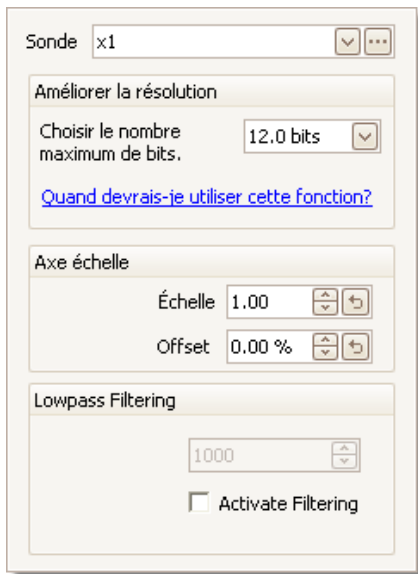 Sonde x1
Améliorer la résolution
Choisir le nombre
maximum de bits.
12.0 bits
Quand devrais-je utiliser cette fonction?
Axe échelle
Échelle 1.00
Offset 0.00 %
Lowpass Filtering
1000
Activate Filtering